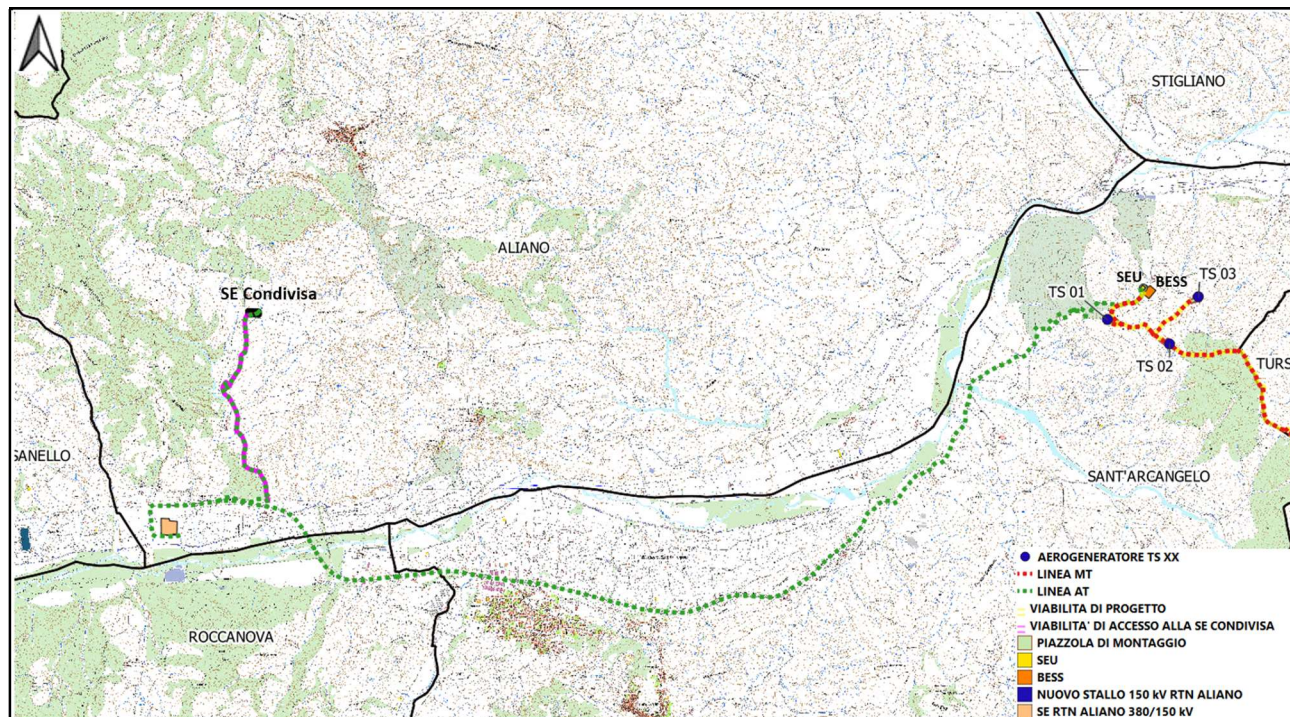 STIGLIANO
ALIANO
SE Condivisa
SEU
BESS
TS 03
TS 01
TS 02
TURS
SANELLO
SANT'ARCANGELO
ROCCANOVA
AEROGENERATORE TS XX
LINEA MT
LINEA AT
VIABILITA DI PROGETTO
VIABILITA' DI ACCESSO ALLA SE CONDIVISA
PIAZZOLA DI MONTAGGIO
SEU
BESS
NUOVO STALLO 150 kV RTN ALIANO
SE RTN ALIANO 380/150 kV